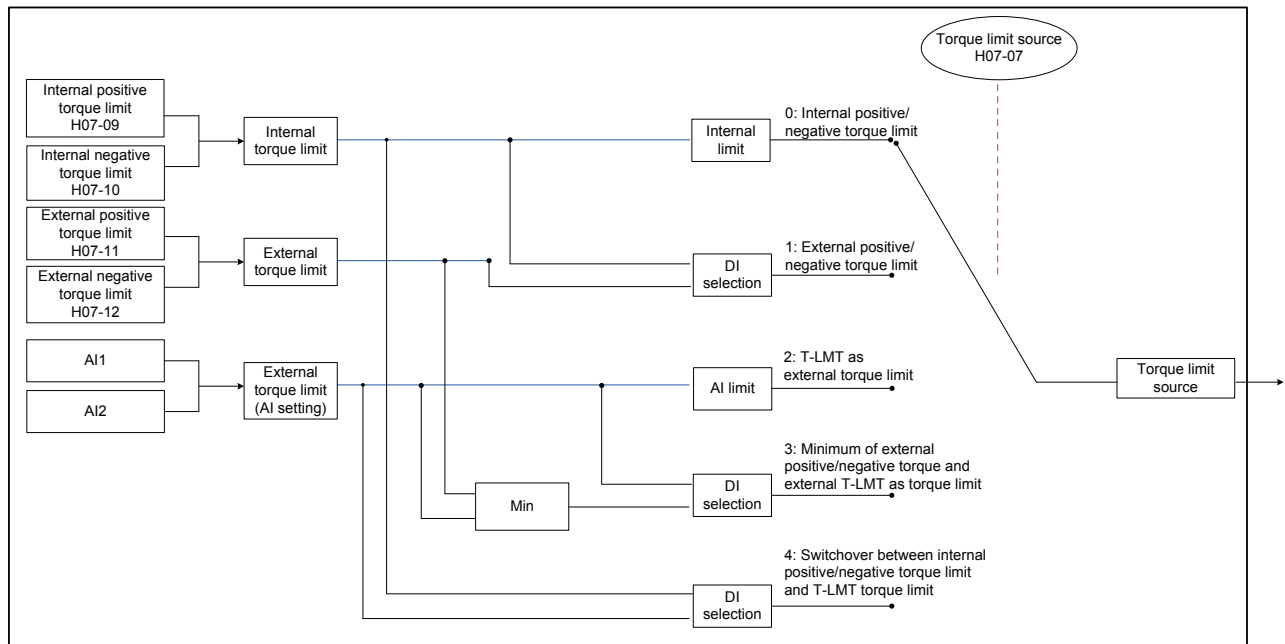 Torque limit source
H07-07
Internal positive
torque limit
H07-09
Internal negative
torque limit
H07-10
Internal
torque limit
Internal
limit
0: Internal positive/
negative torque limit
External positive
torque limit
H07-11
External negative
torque limit
H07-12
External
torque limit
DI
selection
1: External positive/
negative torque limit
AI1
AI2
External
torque limit
(AI setting)
AI limit
2: T-LMT as
external torque limit
Torque limit
source
Min
DI
selection
3: Minimum of external
positive/negative torque and
external T-LMT as torque limit
DI
selection
4: Switchover between internal
positive/negative torque limit
and T-LMT torque limit